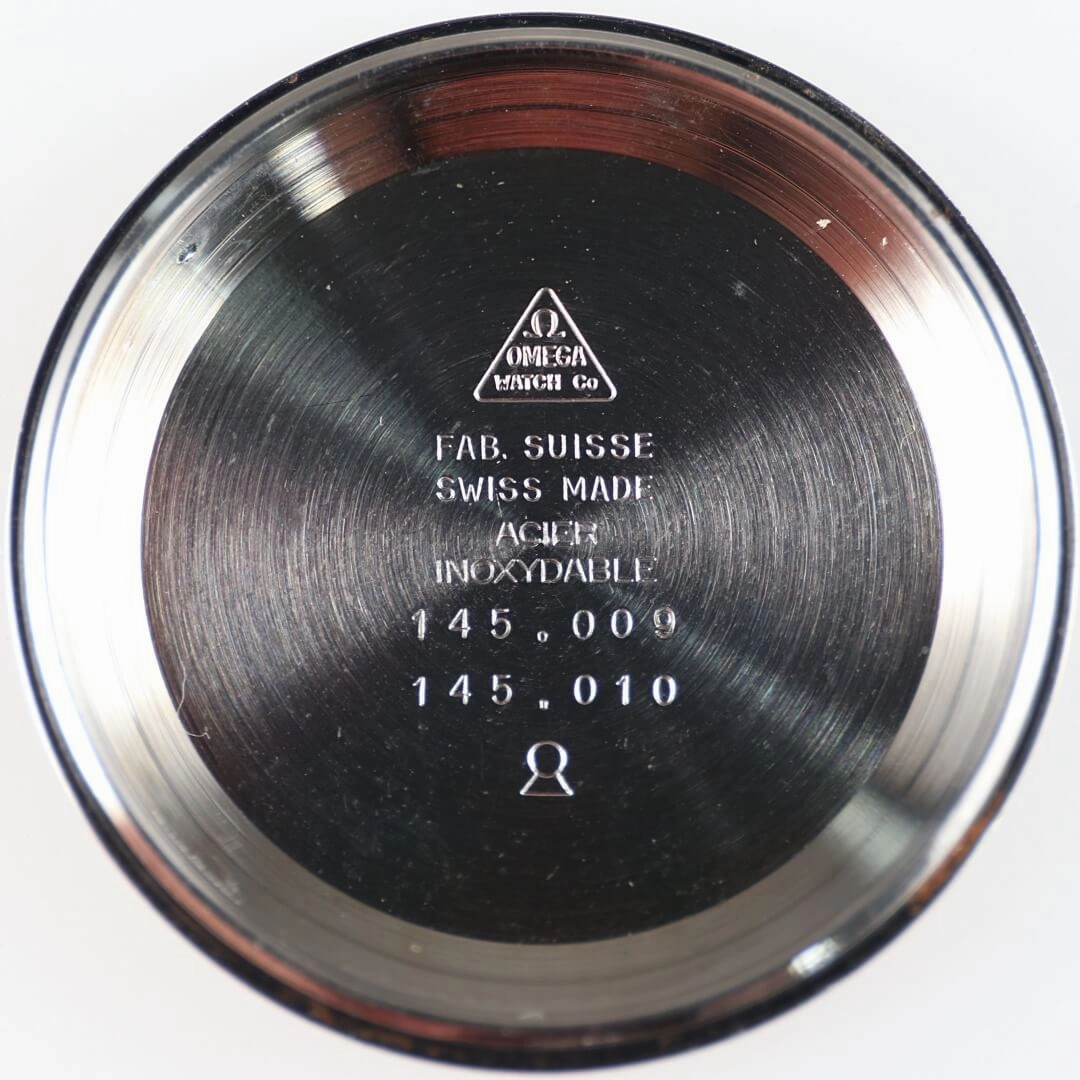 Ω
OMEGA
WATCH Co
FAB. SUISSE
SWISS MADE
ACIER
INOXYDABLE
145.009
145.010